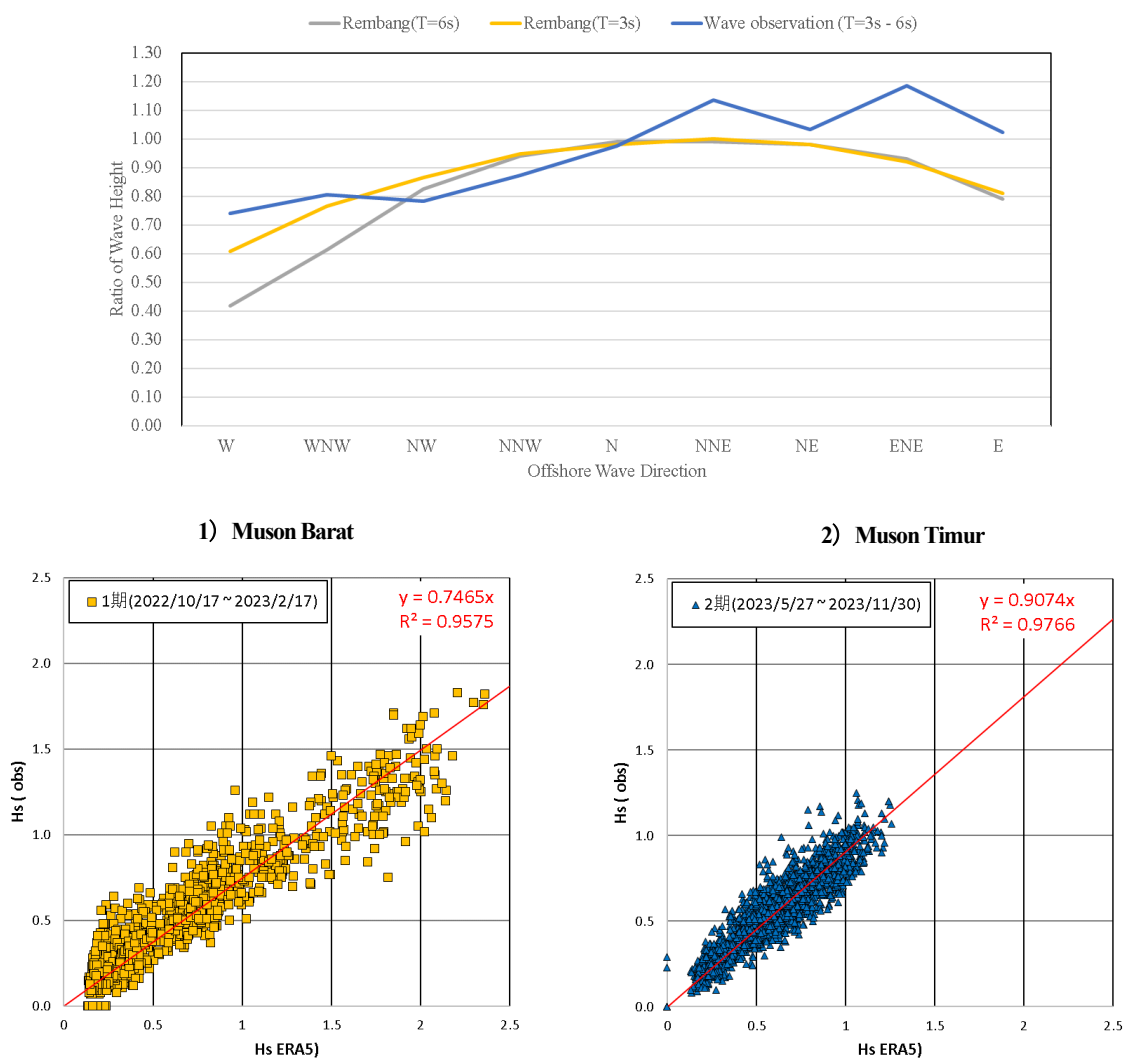 Rembang(T=6s) Rembang(T=3s) Wave observation (T=3s - 6s)
1.30
1.20
1.10
1.00
0.90
0.80
0.70
0.60
0.50
0.40
0.30
0.20
0.10
0.00
Ratio of Wave Height
W WNW NW NNW N NNE NE ENE E
Offshore Wave Direction
1）Muson Barat
2.5
2.0
1.5
1.0
0.5
0.0
Hs ( obs)
1期(2022/10/17～2023/2/17)
y = 0.7465x
R² = 0.9575
0 0.5 1 1.5 2 2.5
Hs ERA5)
2）Muson Timur
2.5
2.0
1.5
1.0
0.5
0.0
Hs ( obs)
2期(2023/5/27～2023/11/30)
y = 0.9074x
R² = 0.9766
0 0.5 1 1.5 2 2.5
Hs ERA5)